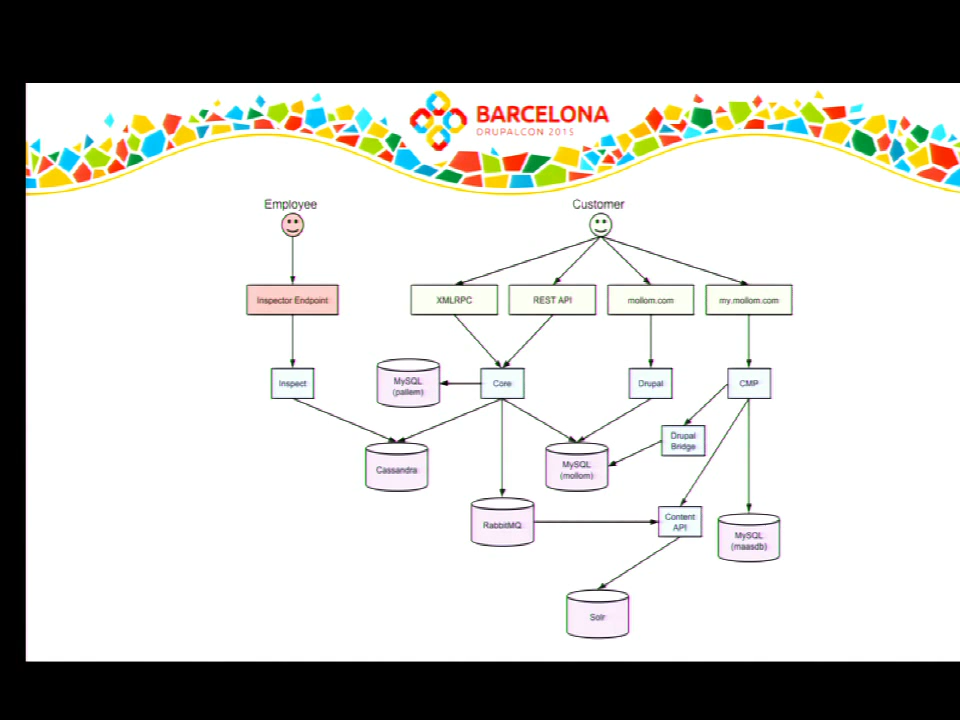 BARCELONA
DRUPALCON 2015
Employee
Customer
Inspector Endpoint
XMLRPC
REST API
mollom.com
my.mollom.com
Inspect
MySQL
(pallem)
Core
Drupal
CMP
Drupal
Bridge
Cassandra
MySQL
(mollom)
RabbitMQ
Content
API
MySQL
(maasdb)
Solr